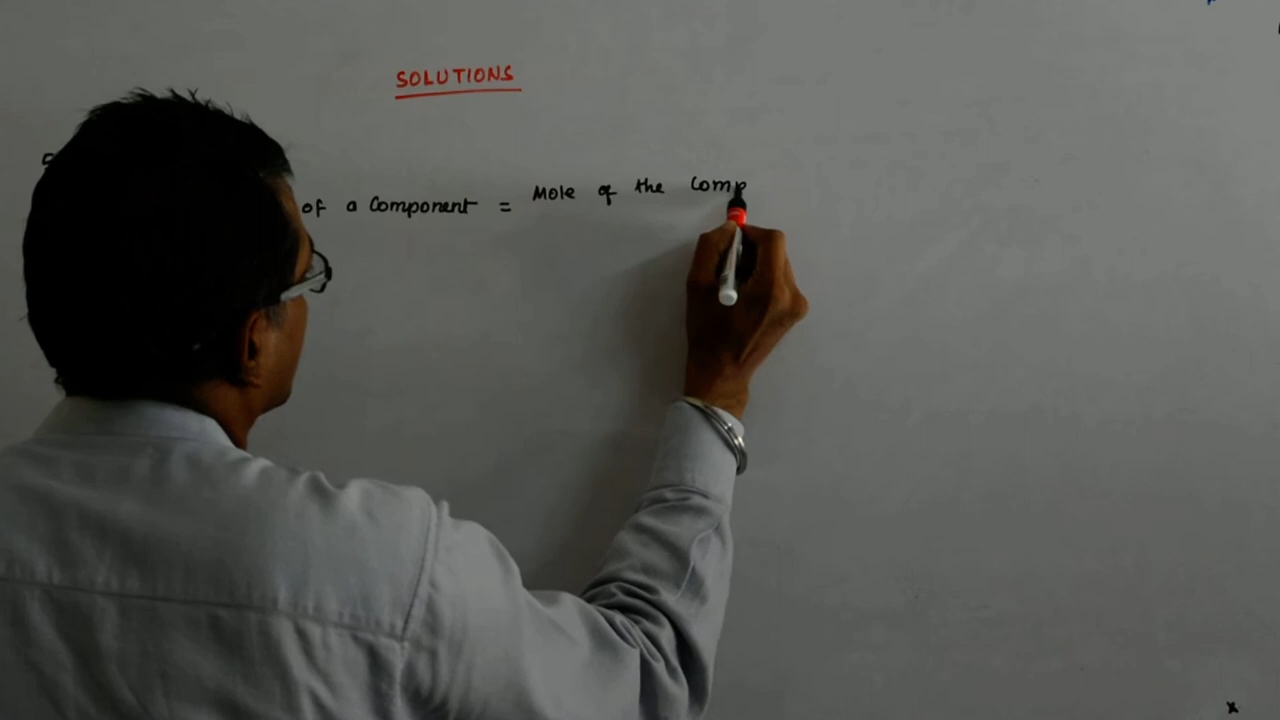 SOLUTIONS
of a Component = Mole of the Comp